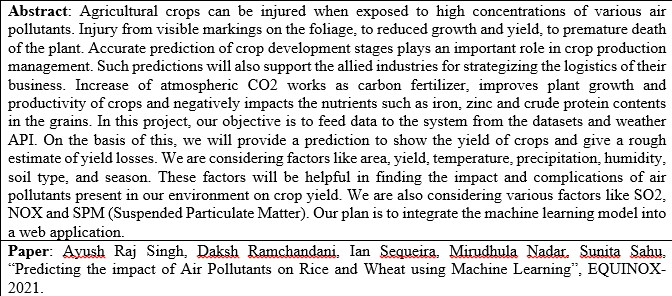 Abstract: Agricultural crops can be injured when exposed to high concentrations of various air
pollutants. Injury from visible markings on the foliage, to reduced growth and yield, to premature death
of the plant. Accurate prediction of crop development stages plays an important role in crop production
management. Such predictions will also support the allied industries for strategizing the logistics of their
business. Increase of atmospheric CO2 works as carbon fertilizer, improves plant growth and
productivity of crops and negatively impacts the nutrients such as iron, zinc and crude protein contents
in the grains. In this project, our objective is to feed data to the system from the datasets and weather
API. On the basis of this, we will provide a prediction to show the yield of crops and give a rough
estimate of yield losses. We are considering factors like area, yield, temperature, precipitation, humidity,
soil type, and season. These factors will be helpful in finding the impact and complications of air
pollutants present in our environment on crop yield. We are also considering various factors like SO2,
NOX and SPM (Suspended Particulate Matter). Our plan is to integrate the machine learning model into
a web application.
Paper: Ayush Raj Singh, Daksh Ramchandani, Ian Sequeira, Mirudhula Nadar, Sunita Sahu,
“Predicting the impact of Air Pollutants on Rice and Wheat using Machine Learning”, EQUINOX-
2021.